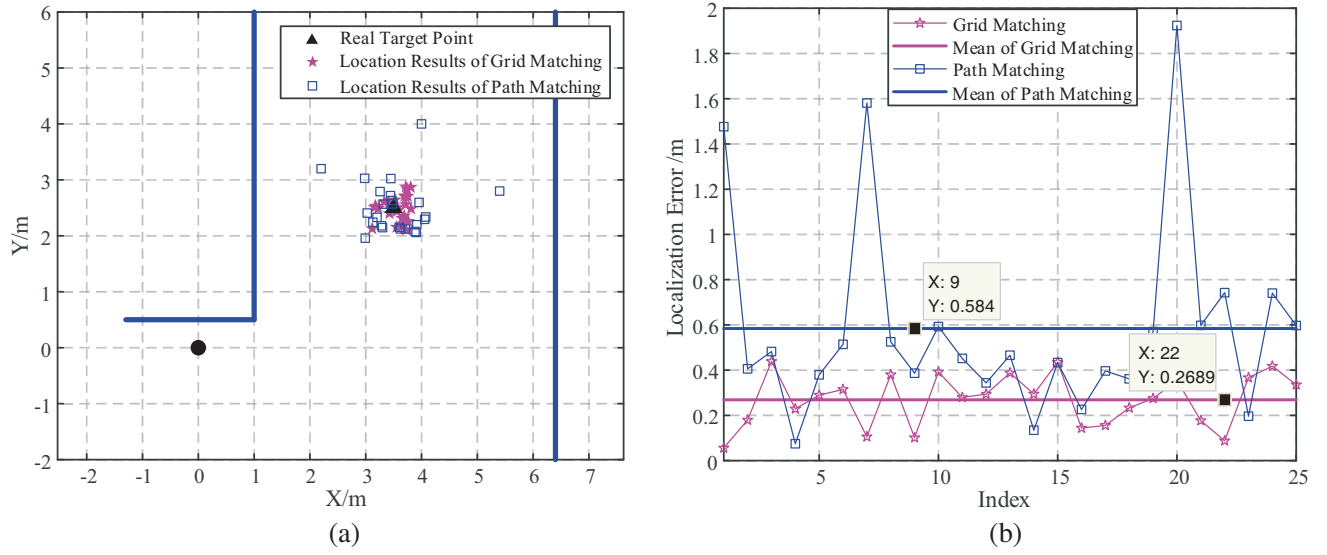 6
5
4
3
2
1
0
-1
-2
-2
-1
0
1
2
3
4
5
6
7
Y/m
X/m
Real Target Point
Location Results of Grid Matching
Location Results of Path Matching
(a)
2
1.8
1.6
1.4
1.2
1
0.8
0.6
0.4
0.2
0
5
10
15
20
25
Localization Error /m
Index
Grid Matching
Mean of Grid Matching
Path Matching
Mean of Path Matching
X: 9
Y: 0.584
X: 22
Y: 0.2689
(b)